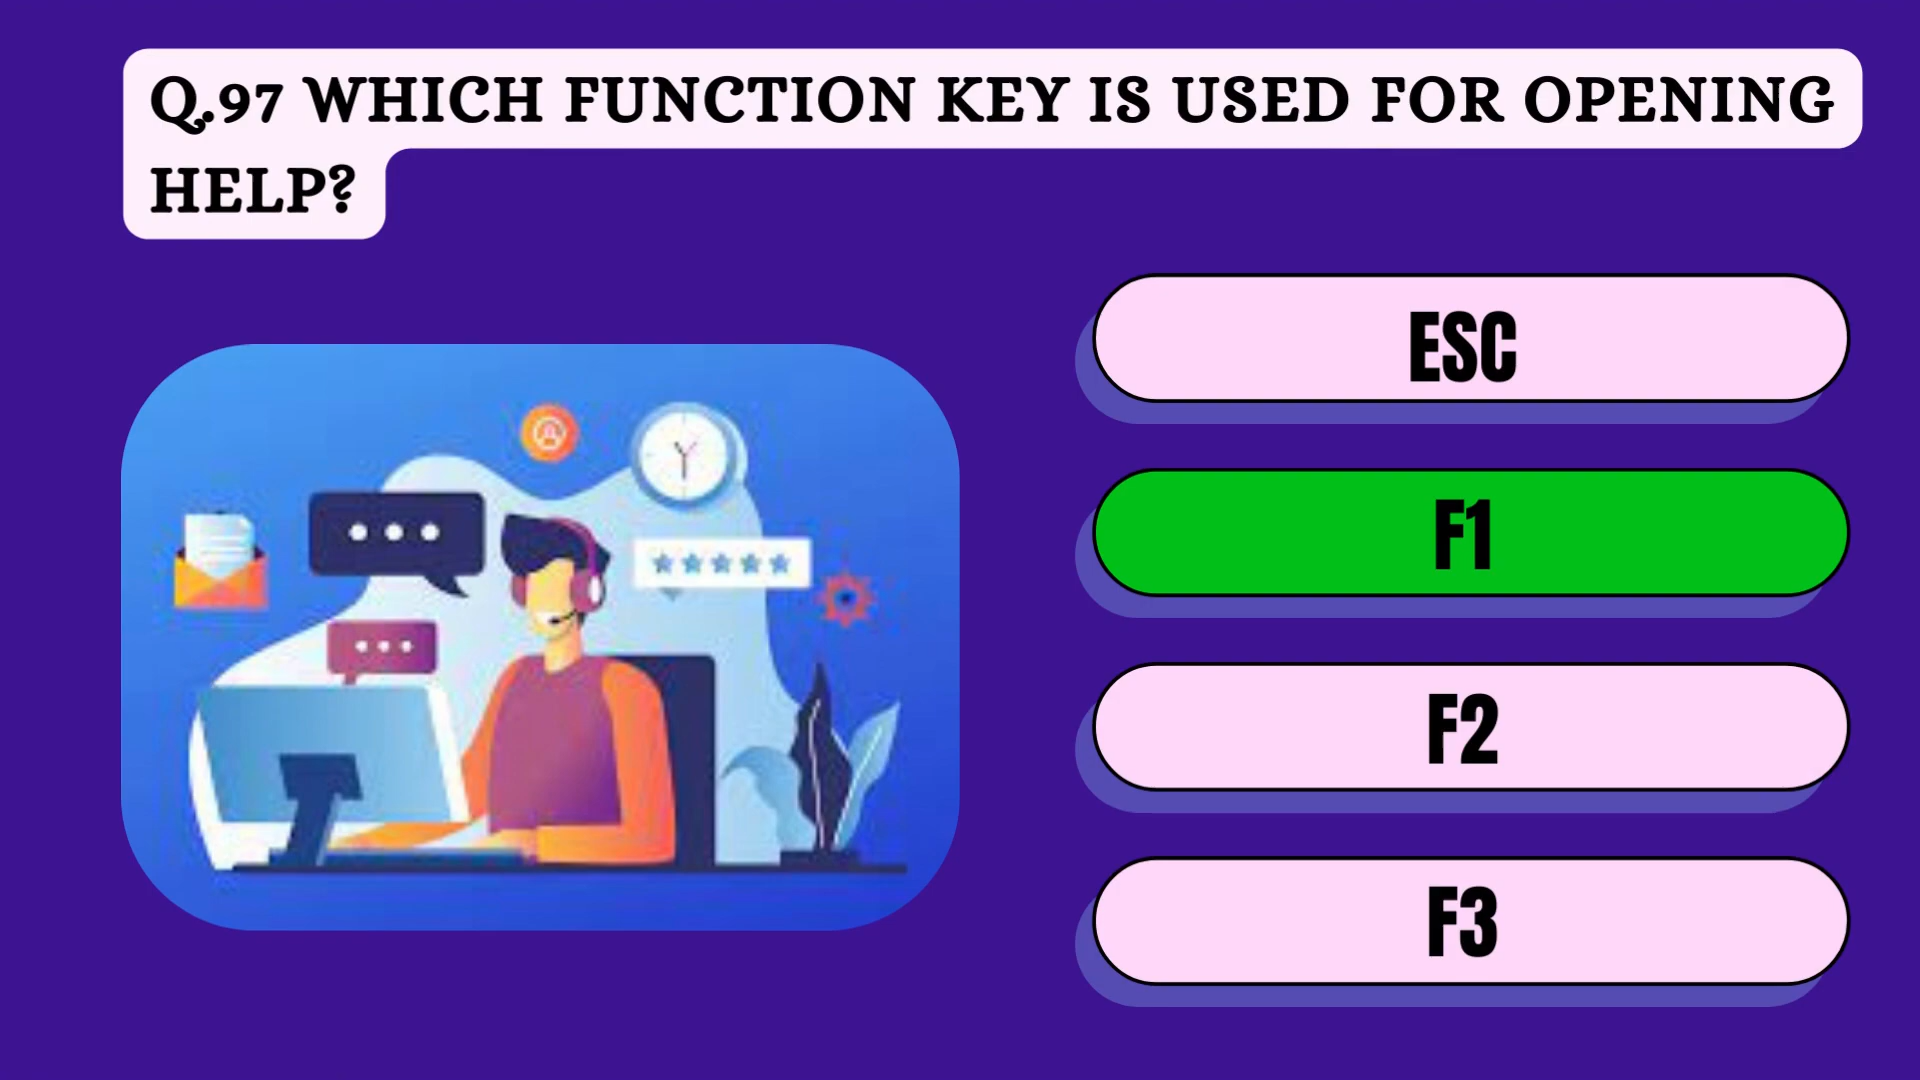 Q.97 WHICH FUNCTION KEY IS USED FOR OPENING
HELP?
ESC
F1
F2
F3